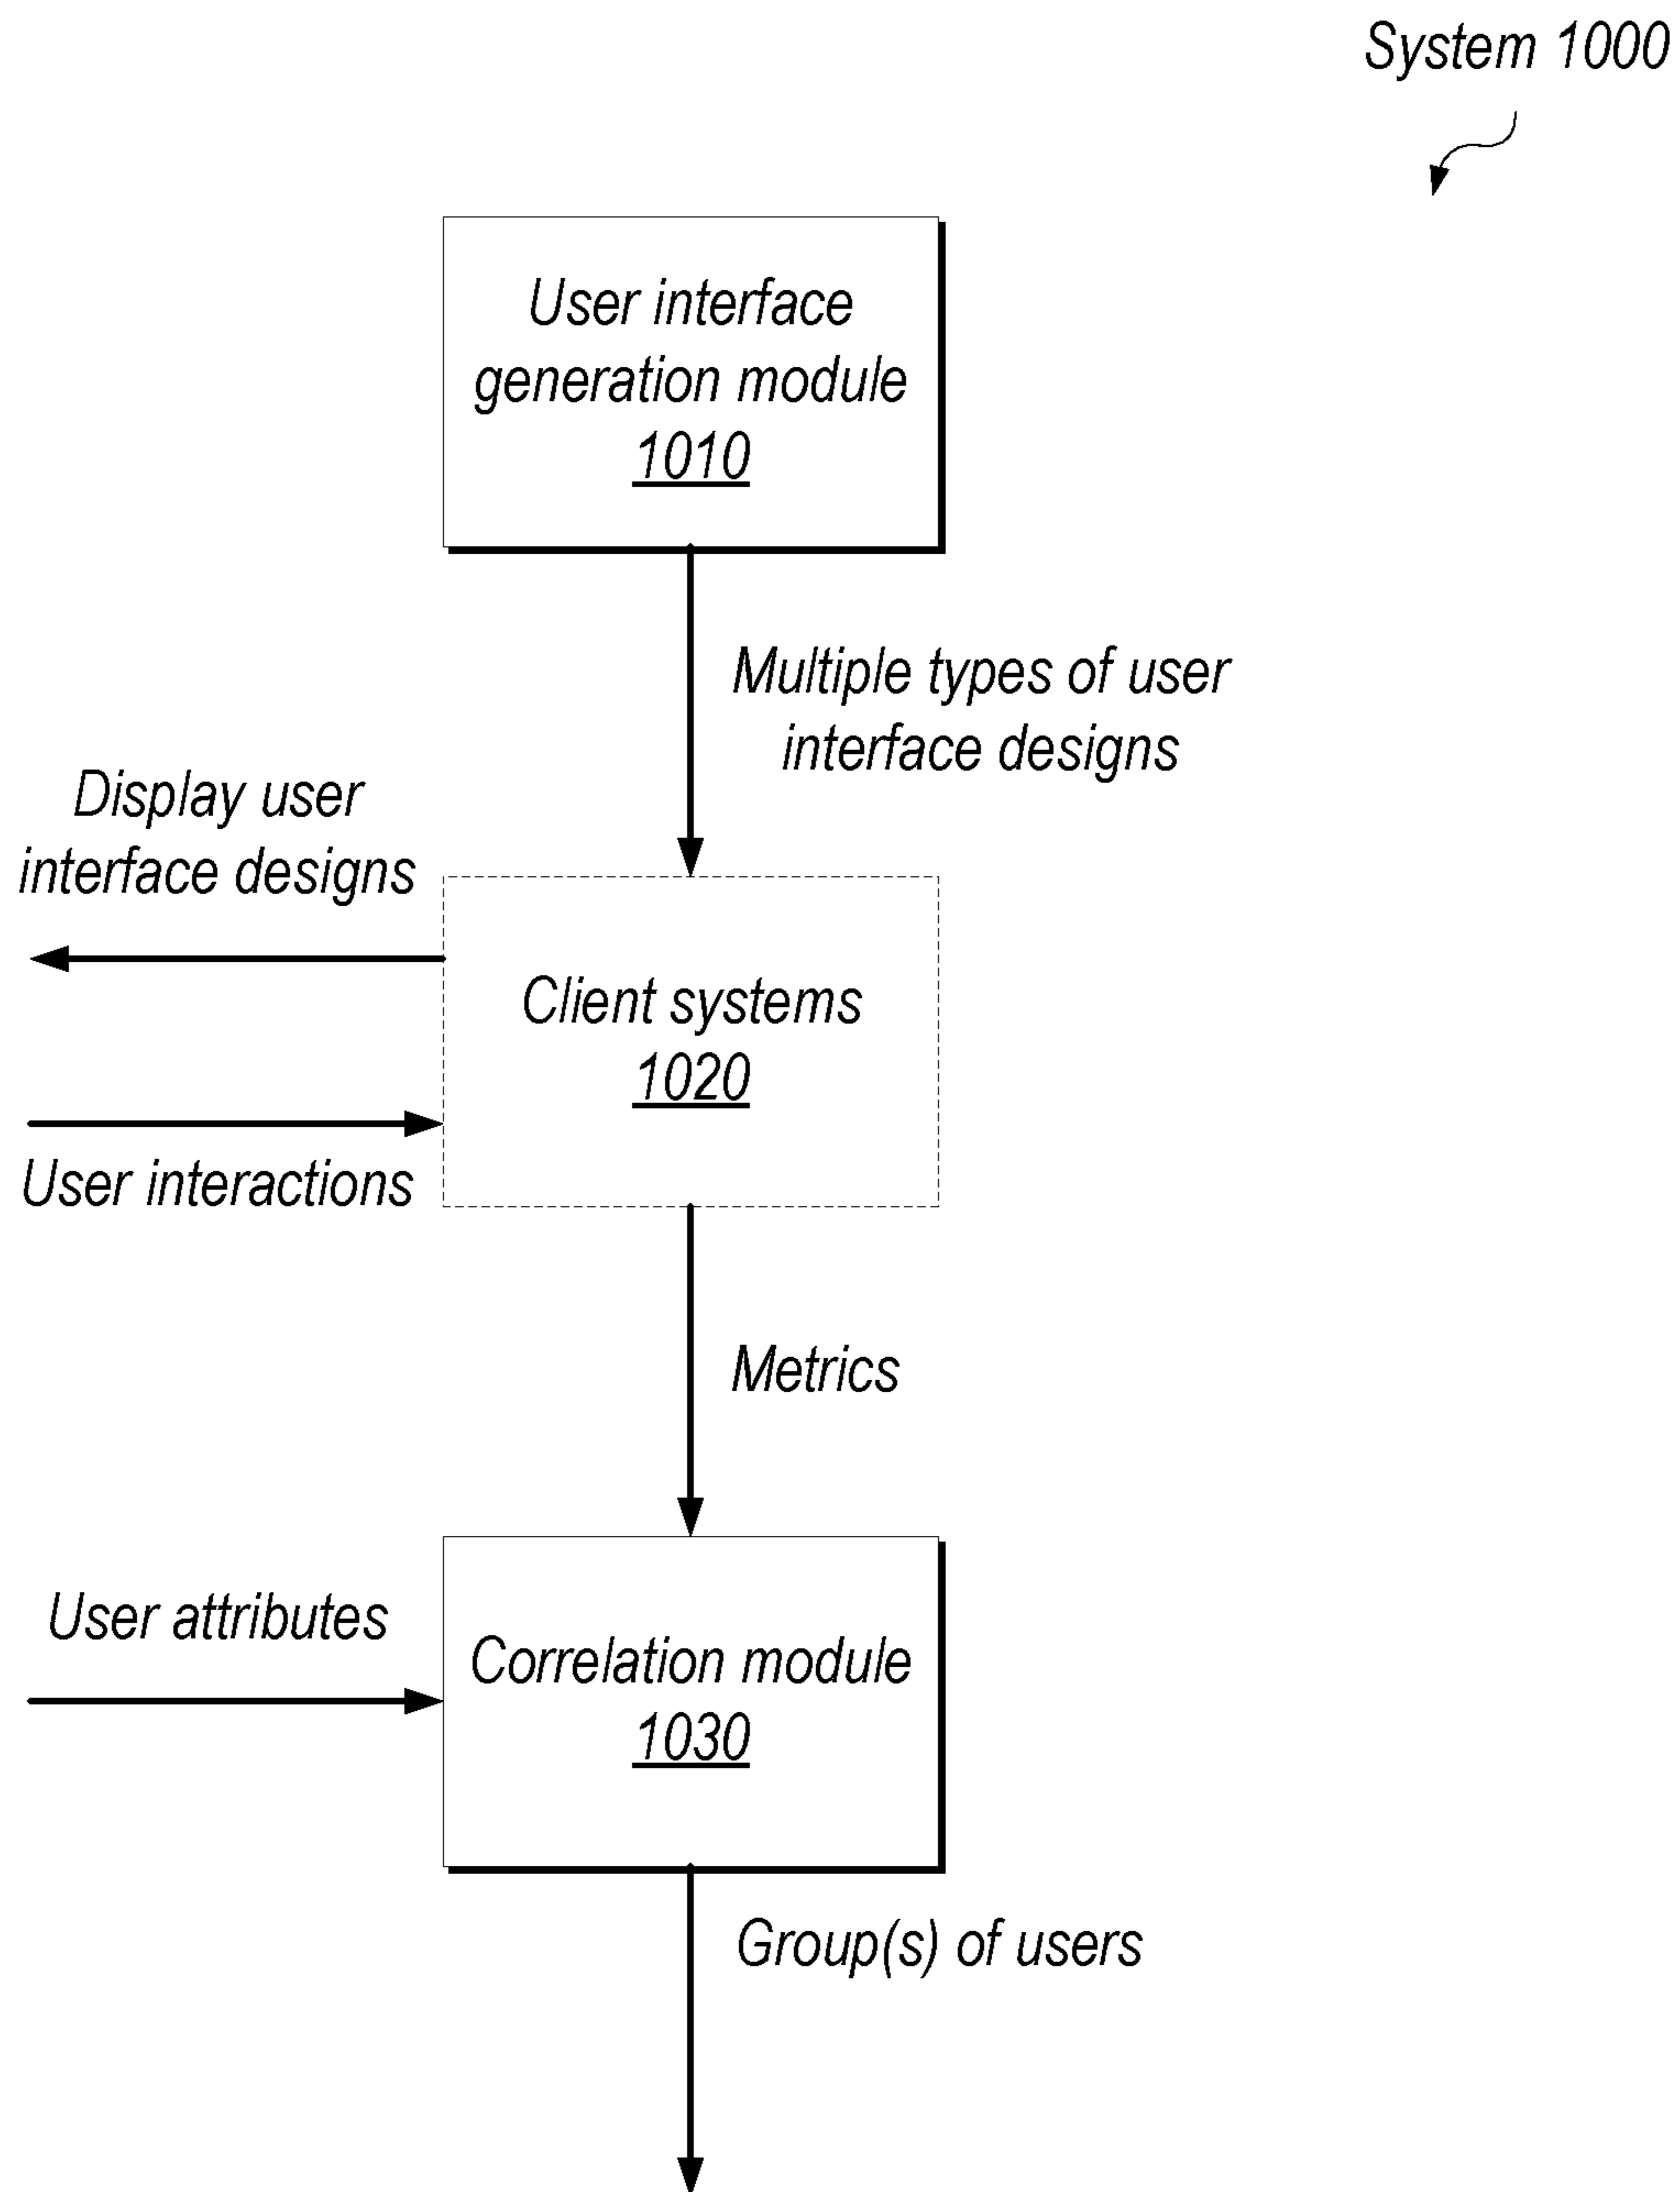 System 1000
User interface
generation module
1010
Multiple types of user
interface designs
Display user
interface designs
Client systems
1020
User interactions
Metrics
User attributes
Correlation module
1030
Group(s) of users